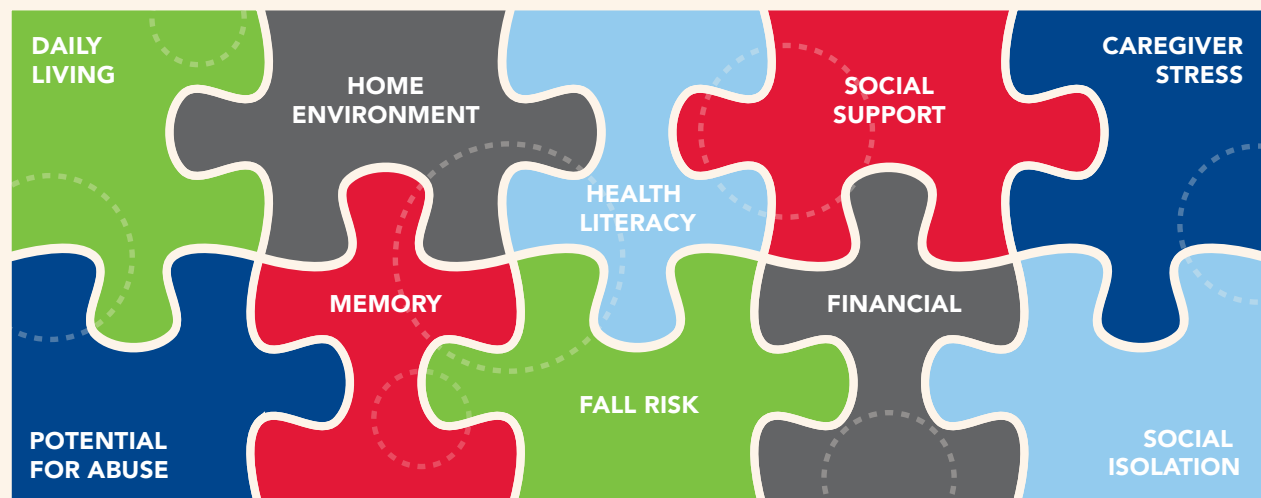 DAILY
LIVING
HOME
ENVIRONMENT
HEALTH
LITERACY
SOCIAL
SUPPORT
CAREGIVER
STRESS
POTENTIAL
FOR ABUSE
MEMORY
FALL RISK
FINANCIAL
SOCIAL
ISOLATION